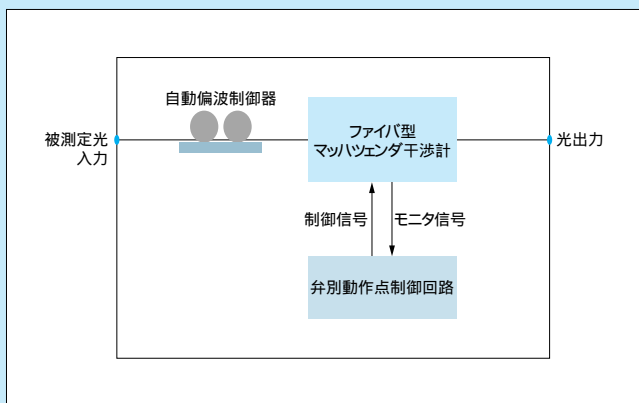 自動偏波制御器
被測定光
入力
ファイバ型
マッハツェンダ干渉計
光出力
制御信号
モニタ信号
弁別動作点制御回路